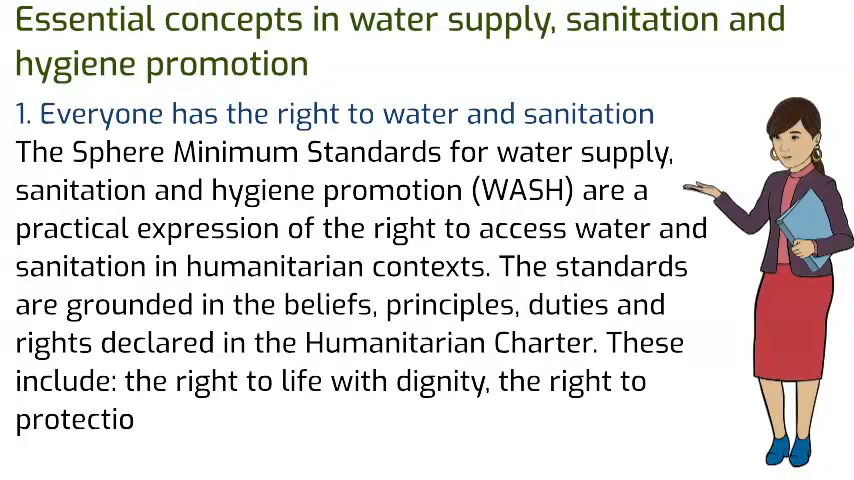 Essential concepts in water supply, sanitation and
hygiene promotion
1. Everyone has the right to water and sanitation
The Sphere Minimum Standards for water supply,
sanitation and hygiene promotion (WASH) are a
practical expression of the right to access water and
sanitation in humanitarian contexts. The standards
are grounded in the beliefs, principles, duties and
rights declared in the Humanitarian Charter. These
include: the right to life with dignity, the right to
protectio